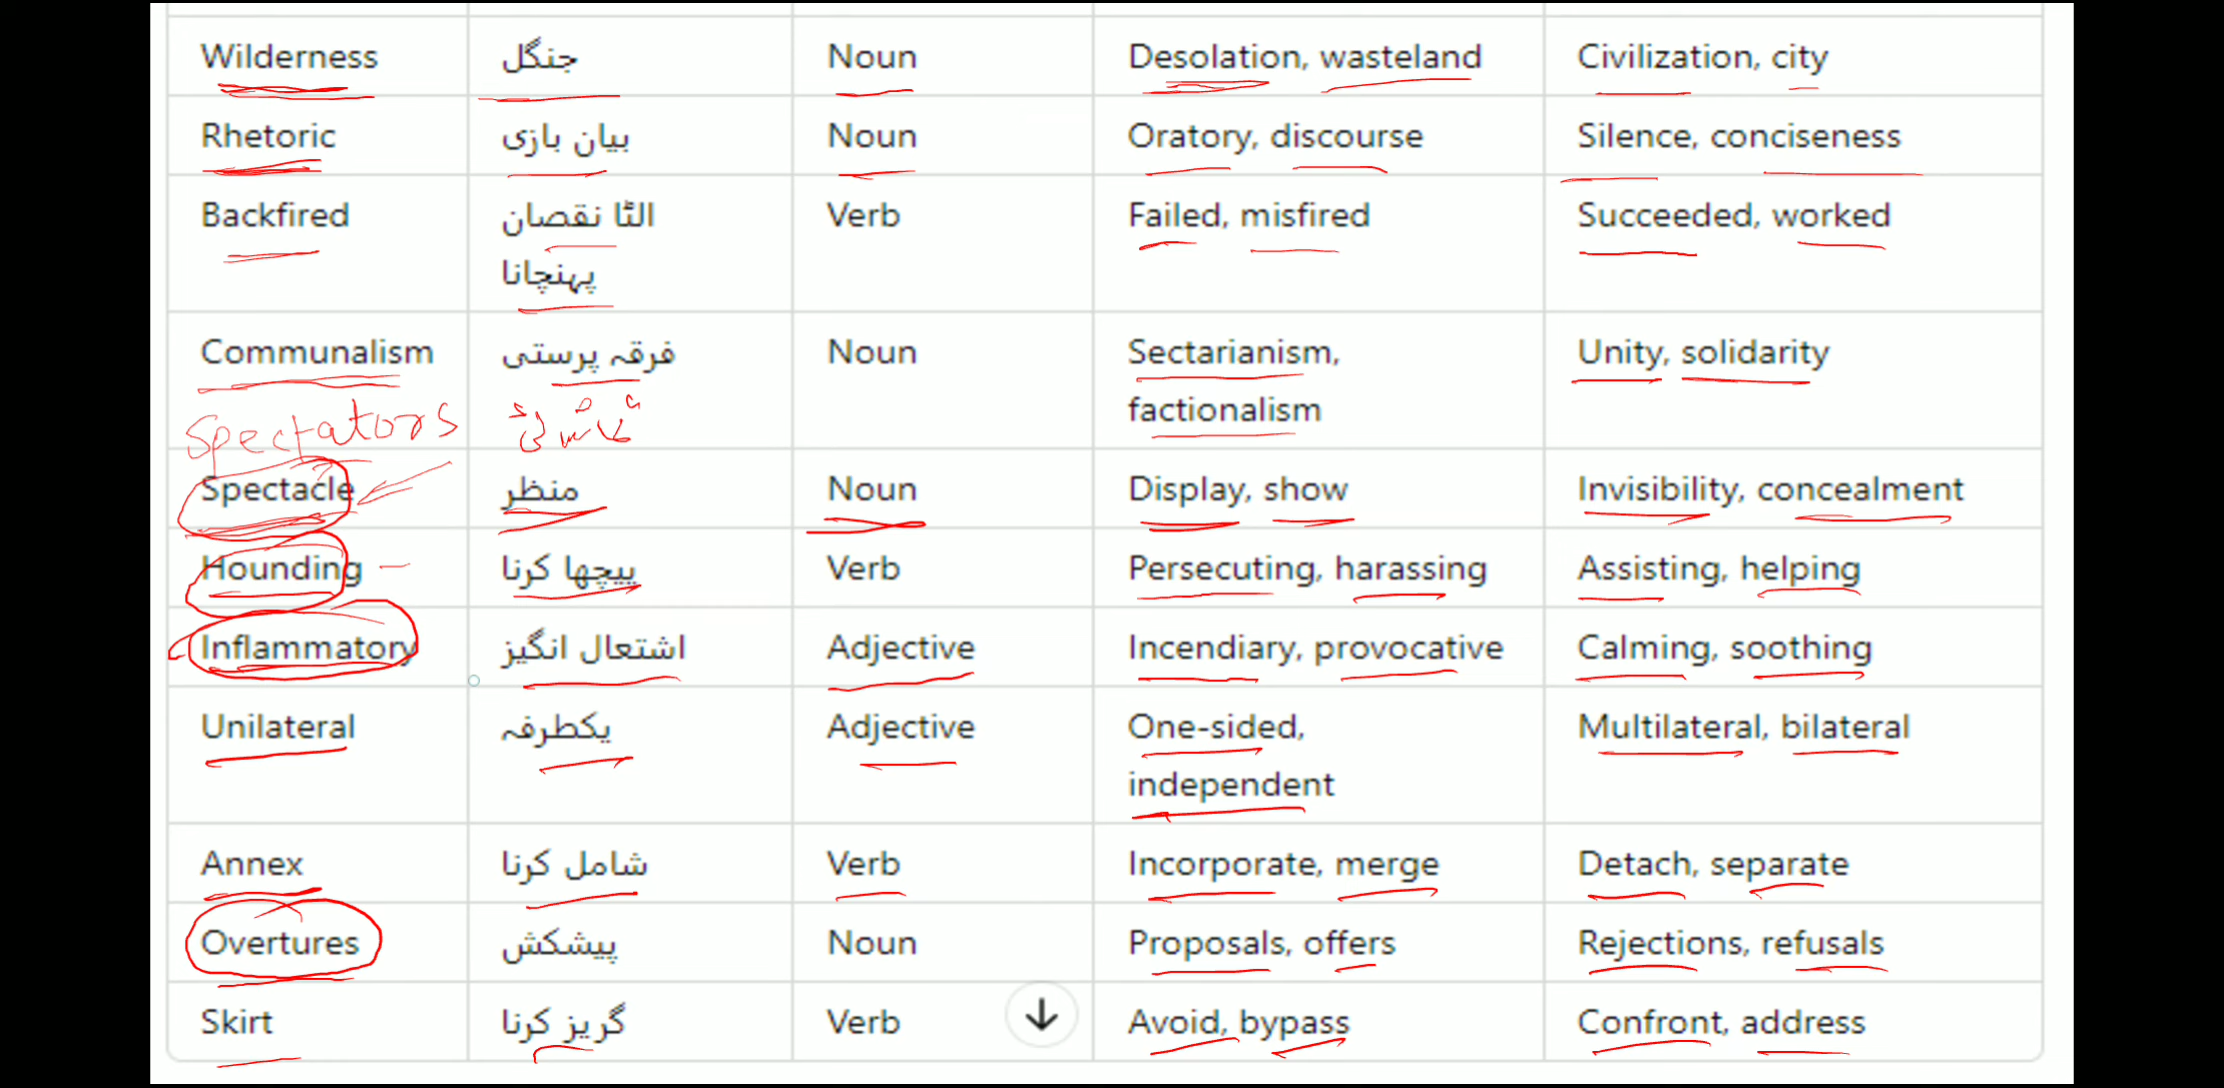 Wilderness جنگل Noun Desolation, wasteland Civilization, city
Rhetoric بیان بازی Noun Oratory, discourse Silence, conciseness
Backfired الٹا نقصان Verb Failed, misfired Succeeded, worked
پہنچانا
Communalism فرقہ پرستی Noun Sectarianism, Unity, solidarity
factionalism
Spectators
Spectacle منظر Noun Display, show Invisibility, concealment
Hounding پیچھا کرنا Verb Persecuting, harassing Assisting, helping
Inflammatory اشتعال انگیز Adjective Incendiary, provocative Calming, soothing
Unilateral یکطرفہ Adjective One-sided, Multilateral, bilateral
independent
Annex شامل کرنا Verb Incorporate, merge Detach, separate
Overtures پیشکش Noun Proposals, offers Rejections, refusals
Skirt گریز کرنا Verb Avoid, bypass Confront, address